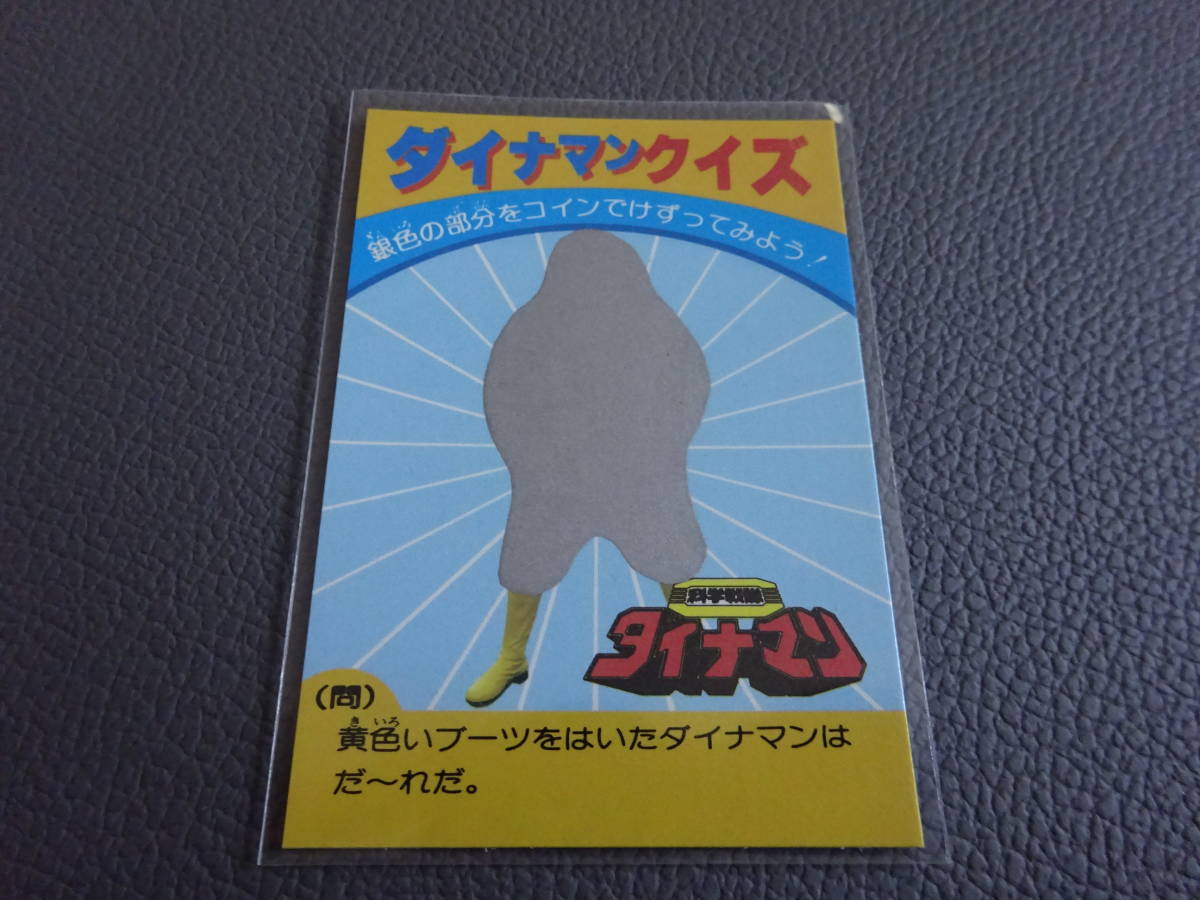 ダイナマンクイズ
銀色の部分をコインでけずってみよう!
科学戦隊
ダイナマン
(問)
黄色いブーツをはいたダイナマンは
だ〜れだ。